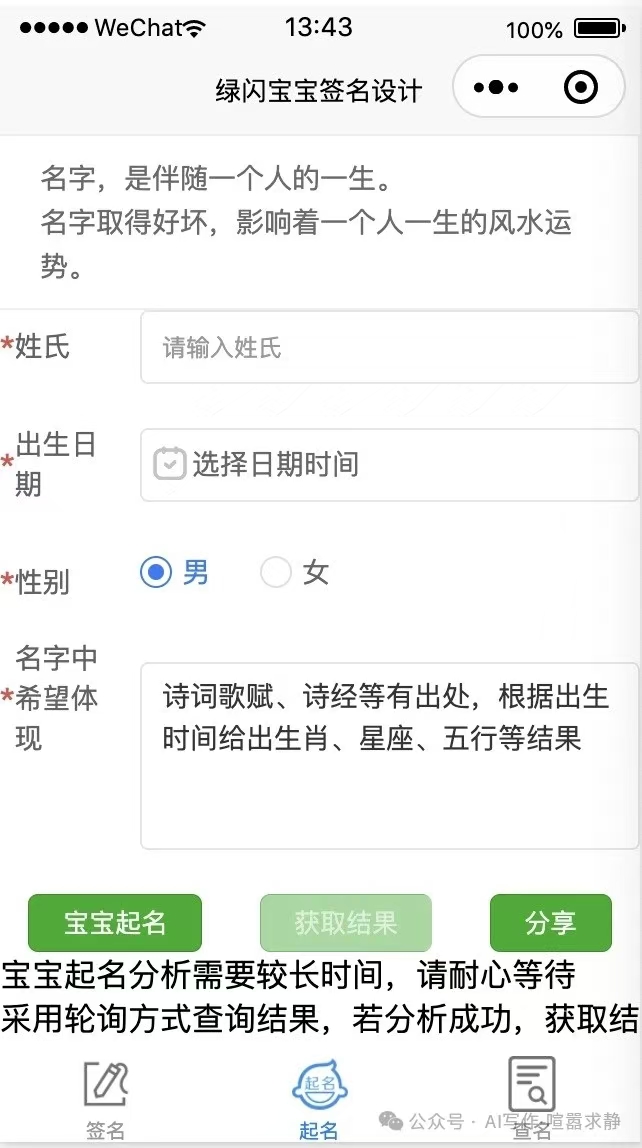 WeChat 13:43 100%
绿闪宝宝签名设计
名字，是伴随一个人的一生。
名字取得好坏，影响着一个人一生的风水运
势。
*姓氏 请输入姓氏
*出生日
期
选择日期时间
*性别 男 女
名字中
*希望体
现
诗词歌赋、诗经等有出处，根据出生
时间给出生肖、星座、五行等结果
宝宝起名 获取结果 分享
宝宝起名分析需要较长时间，请耐心等待
采用轮询方式查询结果，若分析成功，获取结
起名
签名 起名 查名
公众号 · AI写作-喧嚣求静